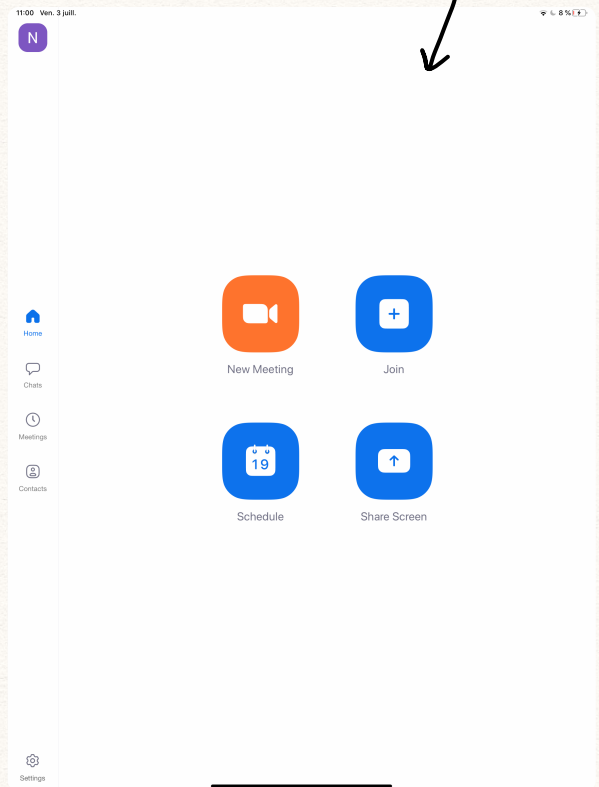 11:00 Ven. 3 juill.
8 %
N
Home
Chats
Meetings
Contacts
Settings
New Meeting
Join
19
Schedule
Share Screen